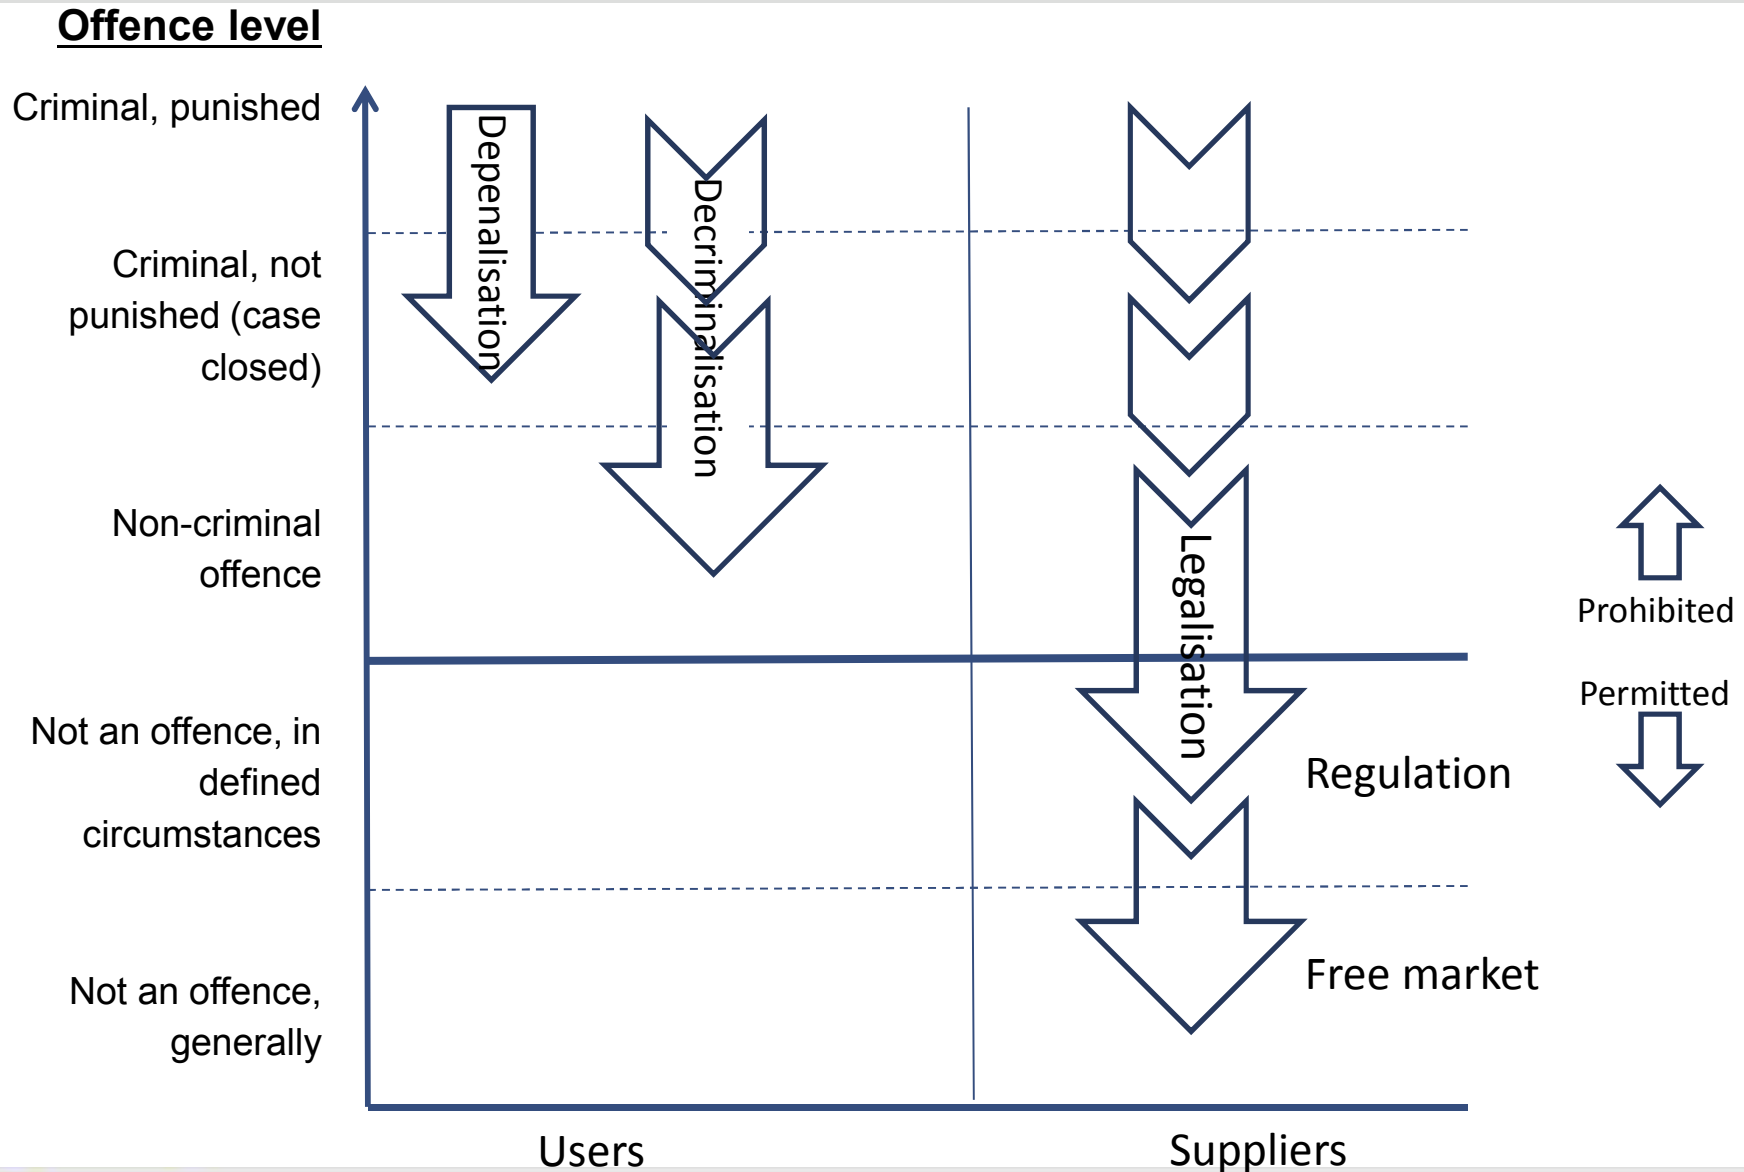 Offence level
Criminal, punished
Depenalisation
Decriminalisation
Criminal, not
punished (case
closed)
Non-criminal
offence
Legalisation
Prohibited
Permitted
Not an offence, in
defined
circumstances
Regulation
Free market
Not an offence,
generally
Users
Suppliers